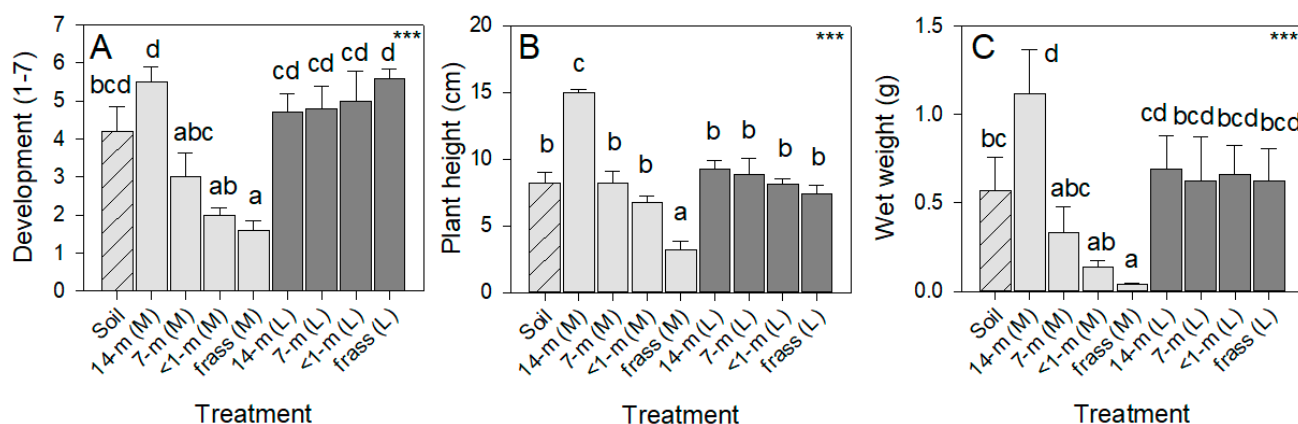 A
***
Development (1-7)
7
6
5
4
3
2
1
0
bcd
d
abc
ab
a
cd
cd
cd
d
Soil
14-m (M)
7-m (M)
<1-m (M)
frass (M)
14-m (L)
7-m (L)
<1-m (L)
frass (L)
Treatment
B
***
Plant height (cm)
20
15
10
5
0
b
c
b
b
a
b
b
b
b
Soil
14-m (M)
7-m (M)
<1-m (M)
frass (M)
14-m (L)
7-m (L)
<1-m (L)
frass (L)
Treatment
C
***
Wet weight (g)
1.5
1.0
0.5
0.0
bc
d
abc
ab
a
cd
bcd
bcd
bcd
Soil
14-m (M)
7-m (M)
<1-m (M)
frass (M)
14-m (L)
7-m (L)
<1-m (L)
frass (L)
Treatment